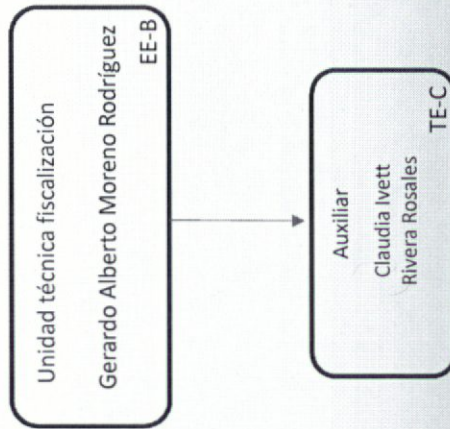 Unidad técnica fiscalización
Gerardo Alberto Moreno Rodríguez
EE-B
Auxiliar
Claudia Ivett
Rivera Rosales
TE-C